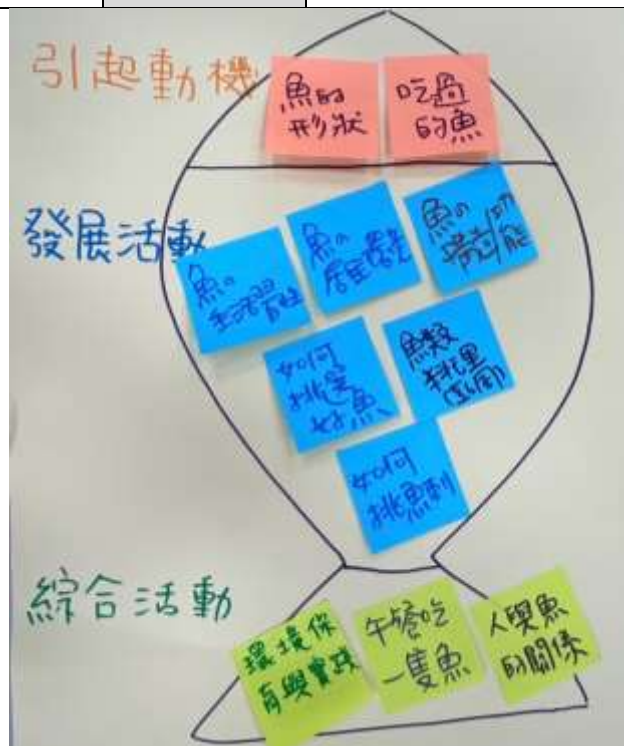 引起動機
魚的
形狀
吃過
的魚
發展活動
魚の
生活習性
魚の
居住環境
魚の
構造/功能
如何
挑選
好魚
魚類
料理
如何
挑魚刺
綜合活動
環境保
育與實踐
午餐吃
一隻魚
人與魚
的關係